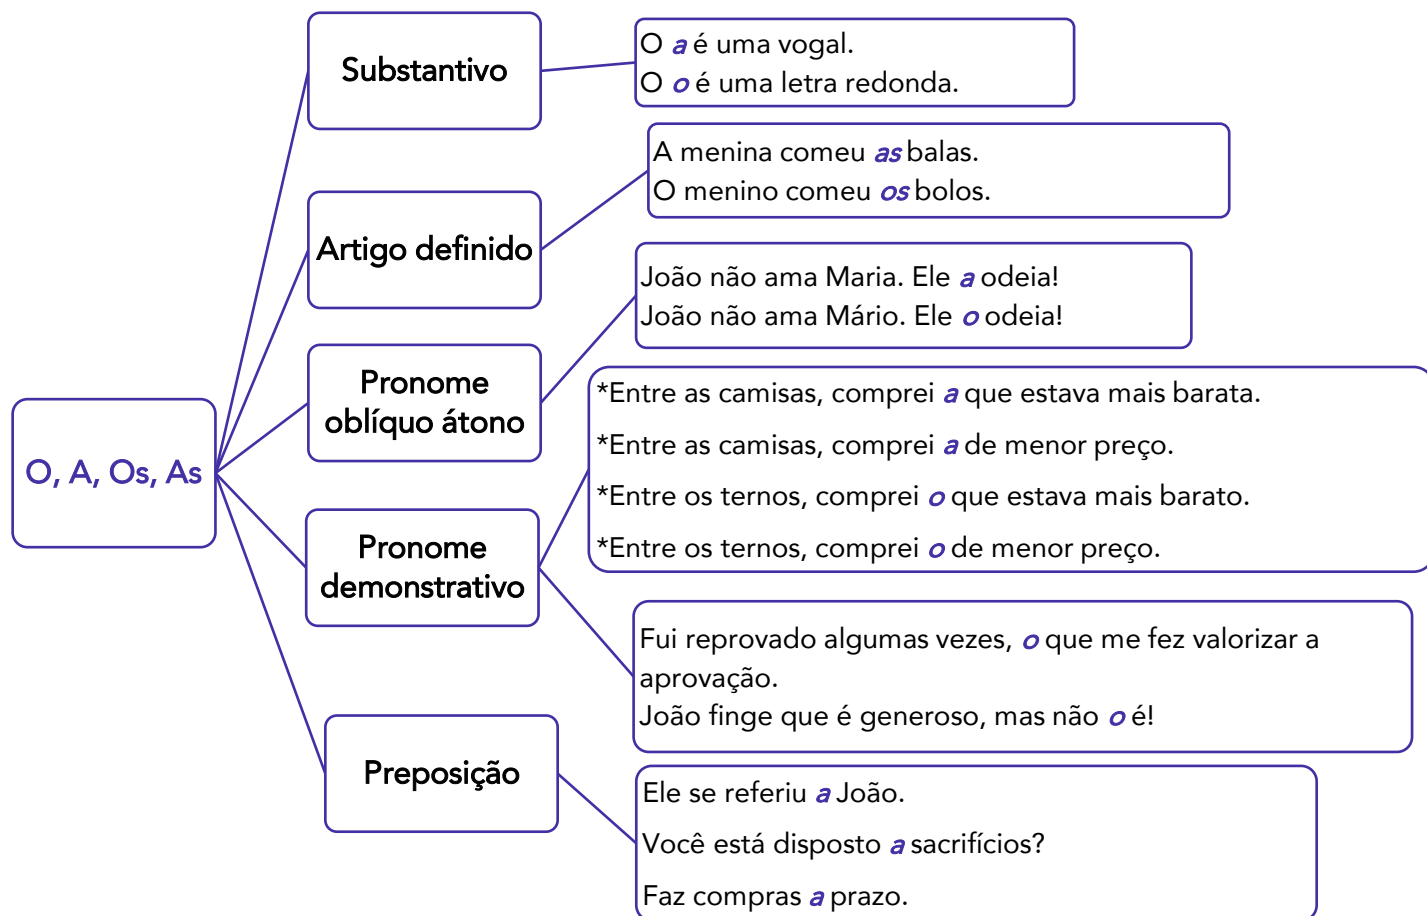 O, A, Os, As
Substantivo
O a é uma vogal.
O o é uma letra redonda.
Artigo definido
A menina comeu as balas.
O menino comeu os bolos.
Pronome
oblíquo átono
João não ama Maria. Ele a odeia!
João não ama Mário. Ele o odeia!
Pronome
demonstrativo
*Entre as camisas, comprei a que estava mais barata.
*Entre as camisas, comprei a de menor preço.
*Entre os ternos, comprei o que estava mais barato.
*Entre os ternos, comprei o de menor preço.
Fui reprovado algumas vezes, o que me fez valorizar a
aprovação.
João finge que é generoso, mas não o é!
Preposição
Ele se referiu a João.
Você está disposto a sacrifícios?
Faz compras a prazo.